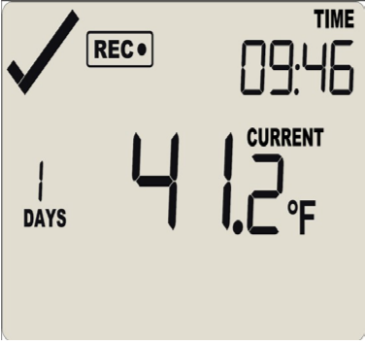 TIME
REC 09:46
CURRENT
41.2 °F
1
DAYS